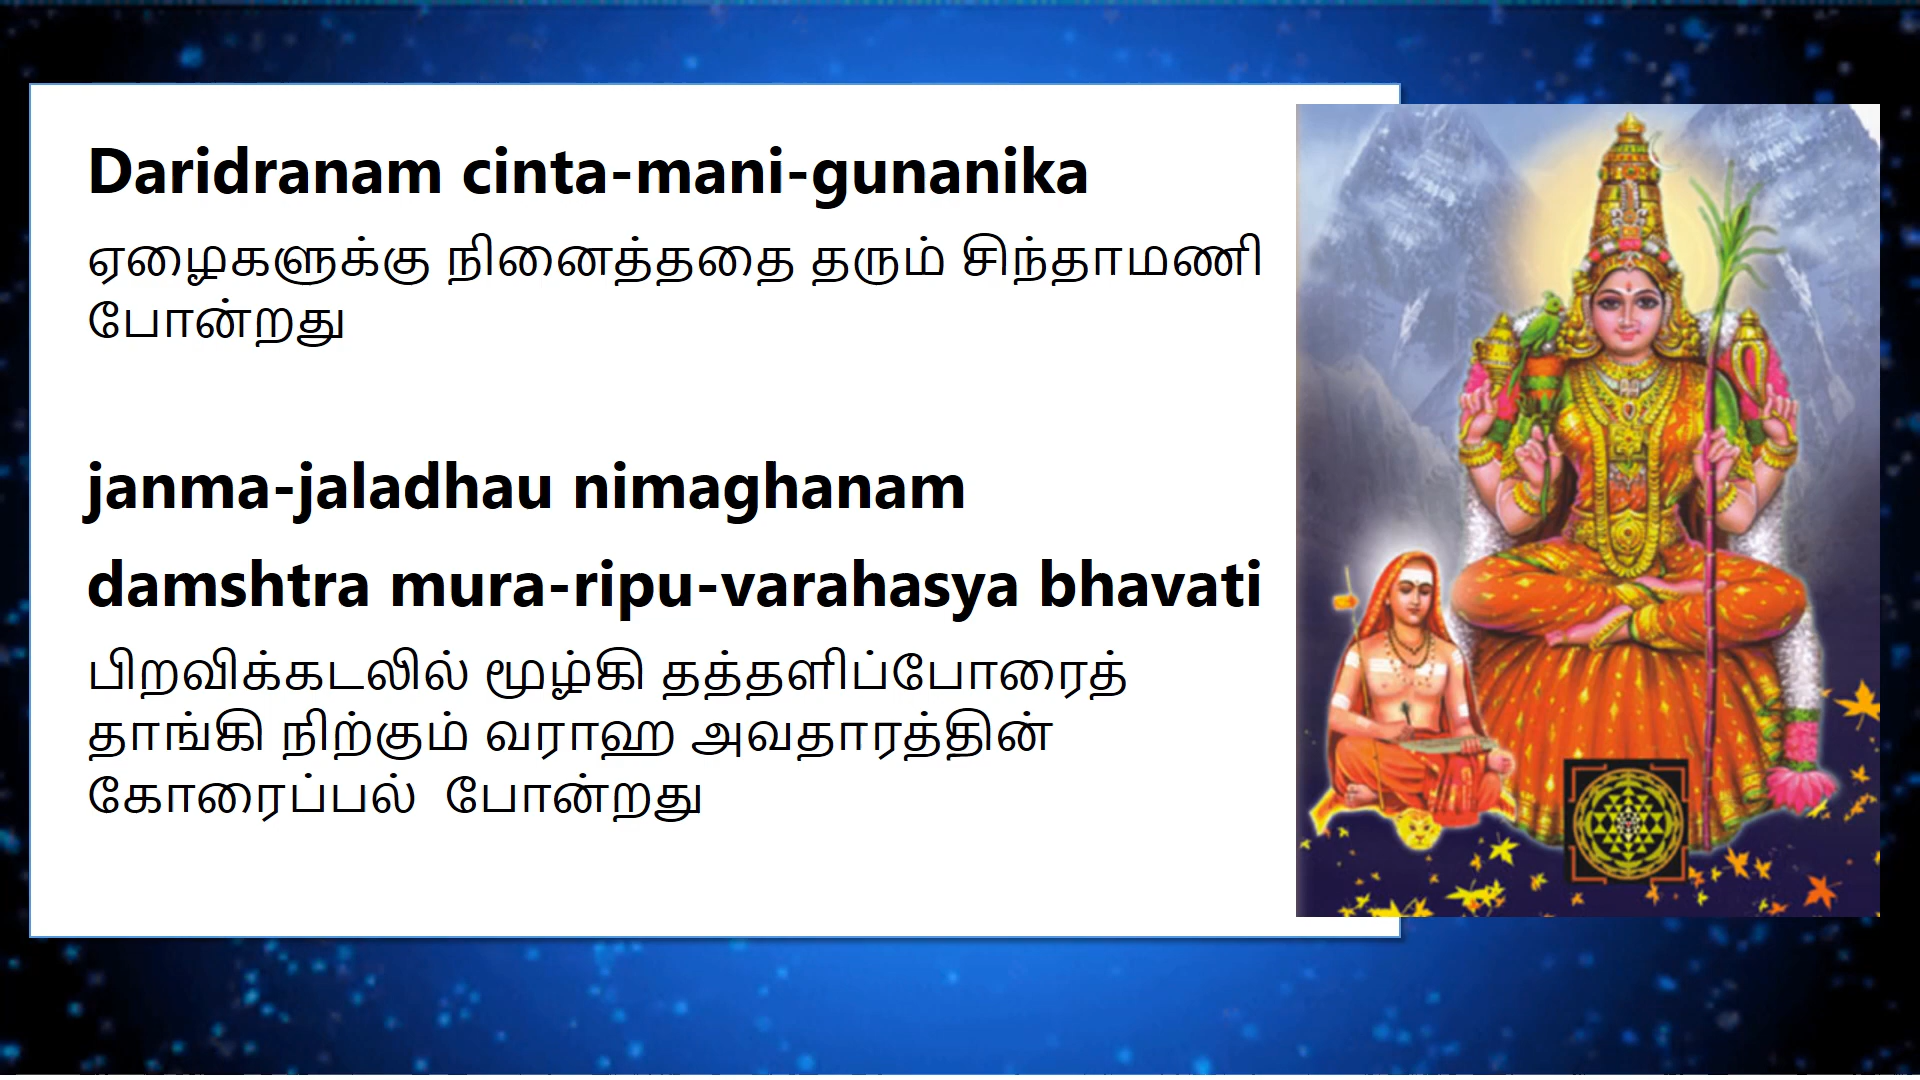 Daridranam cinta-mani-gunanika
ஏழைகளுக்கு நினைத்ததை தரும் சிந்தாமணி
போன்றது
janma-jaladhau nimaghanam
damshtra mura-ripu-varahasya bhavati
பிறவிக்கடலில் மூழ்கி தத்தளிப்போரைத்
தாங்கி நிற்கும் வராஹ அவதாரத்தின்
கோரைப்பல் போன்றது